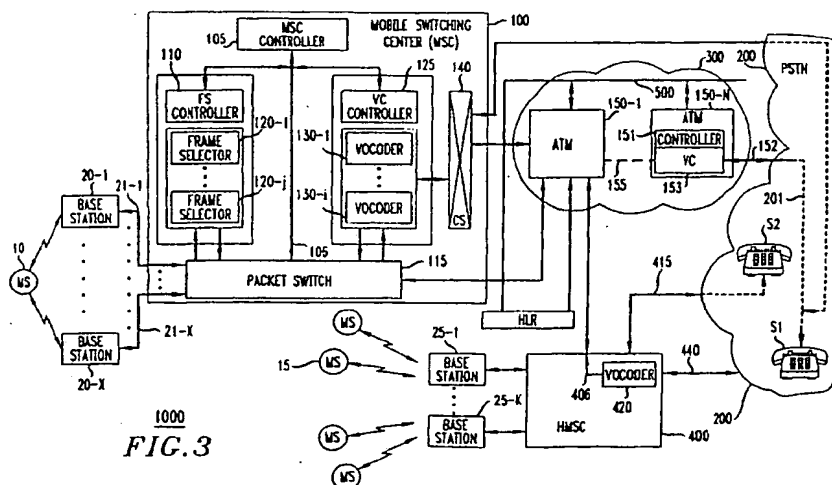 100
MOBILE SWITCHING
CENTER (MSC)
MSC
CONTROLLER
105
110
FS CONTROLLER
FRAME
SELECTOR
120-1
FRAME
SELECTOR
120-j
125
VC CONTROLLER
130-1
VOCODER
130-i
VOCODER
140
CS
105
PACKET SWITCH
115
20-1
21-1
BASE
STATION
10
MS
BASE
STATION
20-X
21-X
150-1
ATM
300
500
150-N
ATM
151
CONTROLLER
VC
153
152
155
200
PSTN
201
S2
S1
415
HLR
MS
MS
15
25-1
BASE
STATION
25-K
BASE
STATION
MS
MS
406
VOCODER
420
HMSC
400
440
200
1000
FIG.3